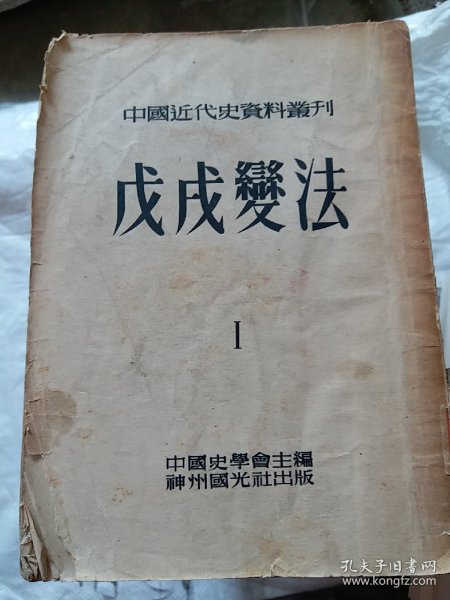 中國近代史資料叢刊
戊戌變法
I
中國史學會主編
神州國光社出版
孔夫子旧书网
www.kongfz.com